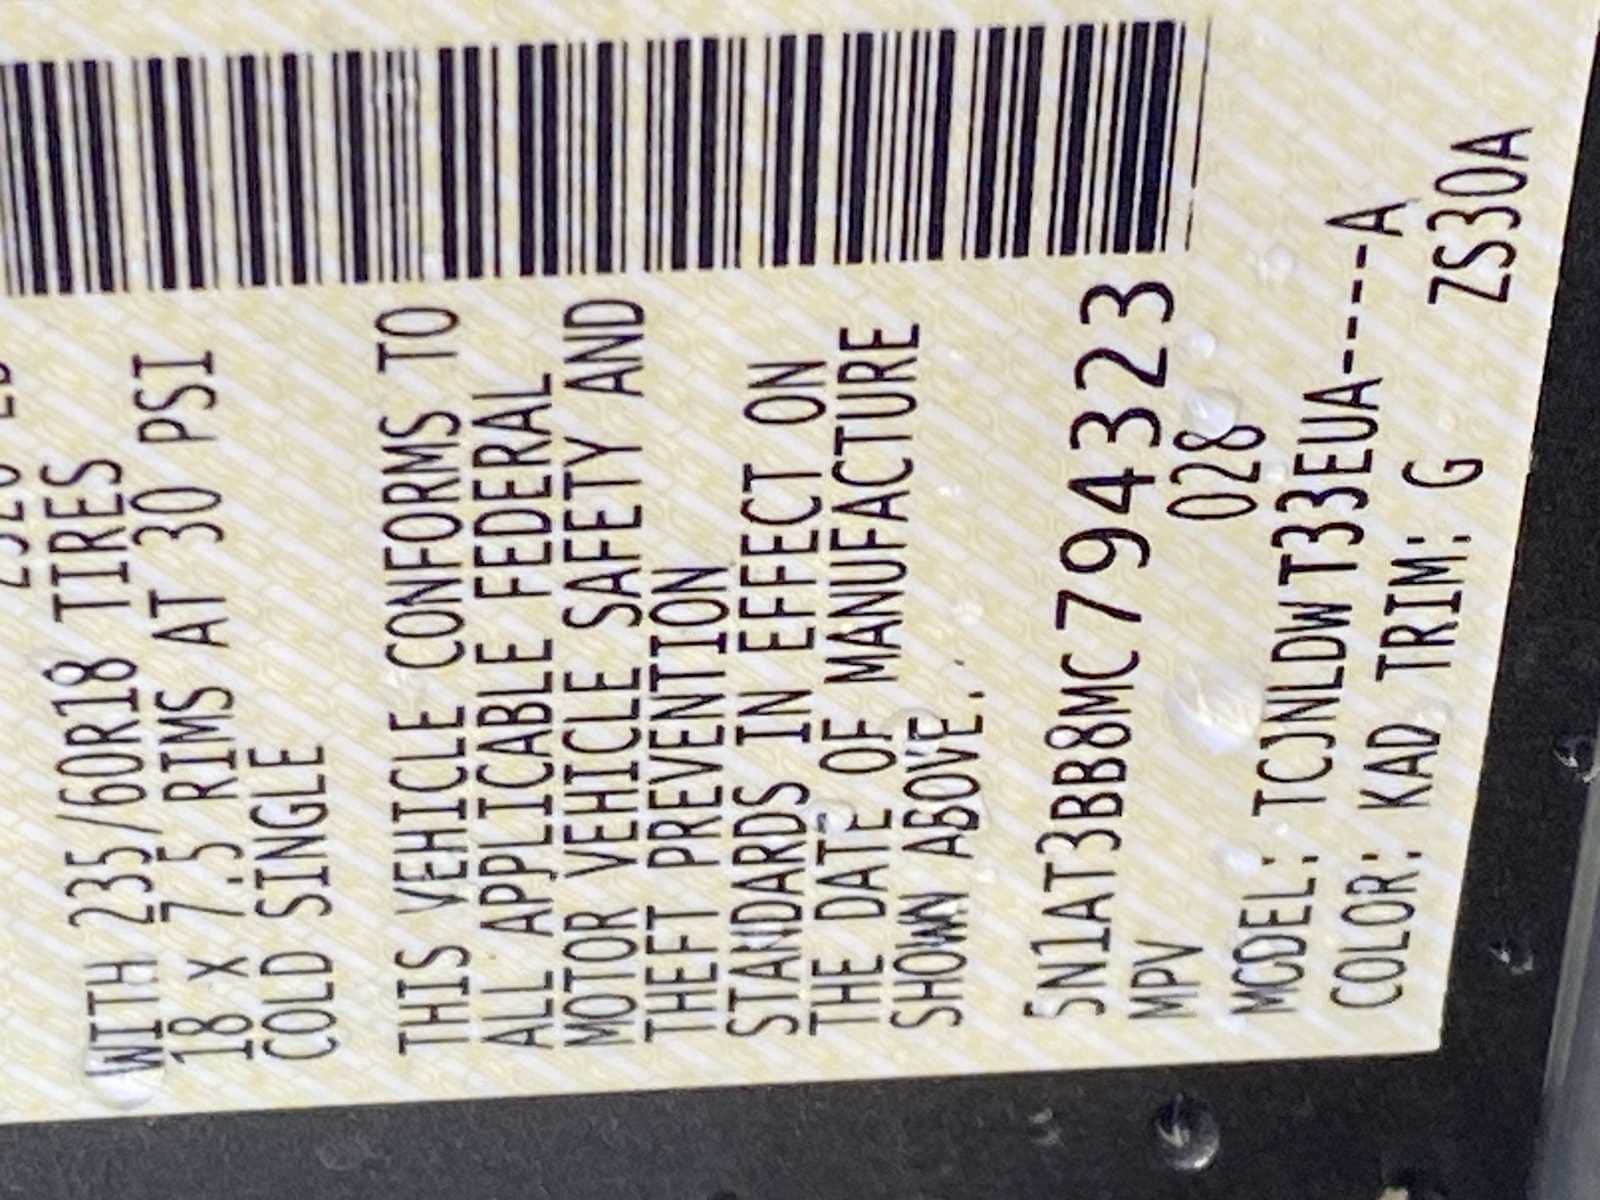 WITH 235/60R18 TIRES
18 X 7.5 RIMS AT 30 PSI
COLD SINGLE
THIS VEHICLE CONFORMS TO
ALL APPLICABLE FEDERAL
MOTOR VEHICLE SAFETY AND
THEFT PREVENTION
STANDARDS IN EFFECT ON
THE DATE OF MANUFACTURE
SHOWN ABOVE..
5N1AT3BB8MC794323
MPV 028
MODEL: TCJNLDWT33EUA----A
COLOR: KAD TRIM: G ZS30A